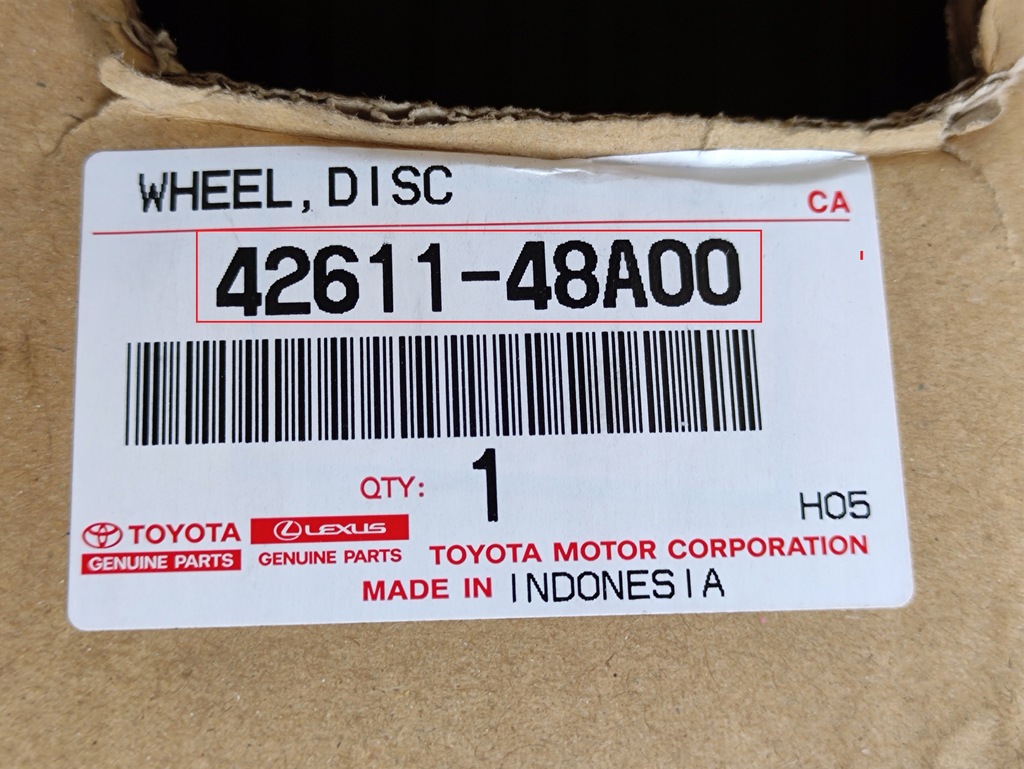 WHEEL, DISC
CA
42611-48A00
QTY: 1
H05
TOYOTA LEXUS
GENUINE PARTS GENUINE PARTS TOYOTA MOTOR CORPORATION
MADE IN INDONESIA